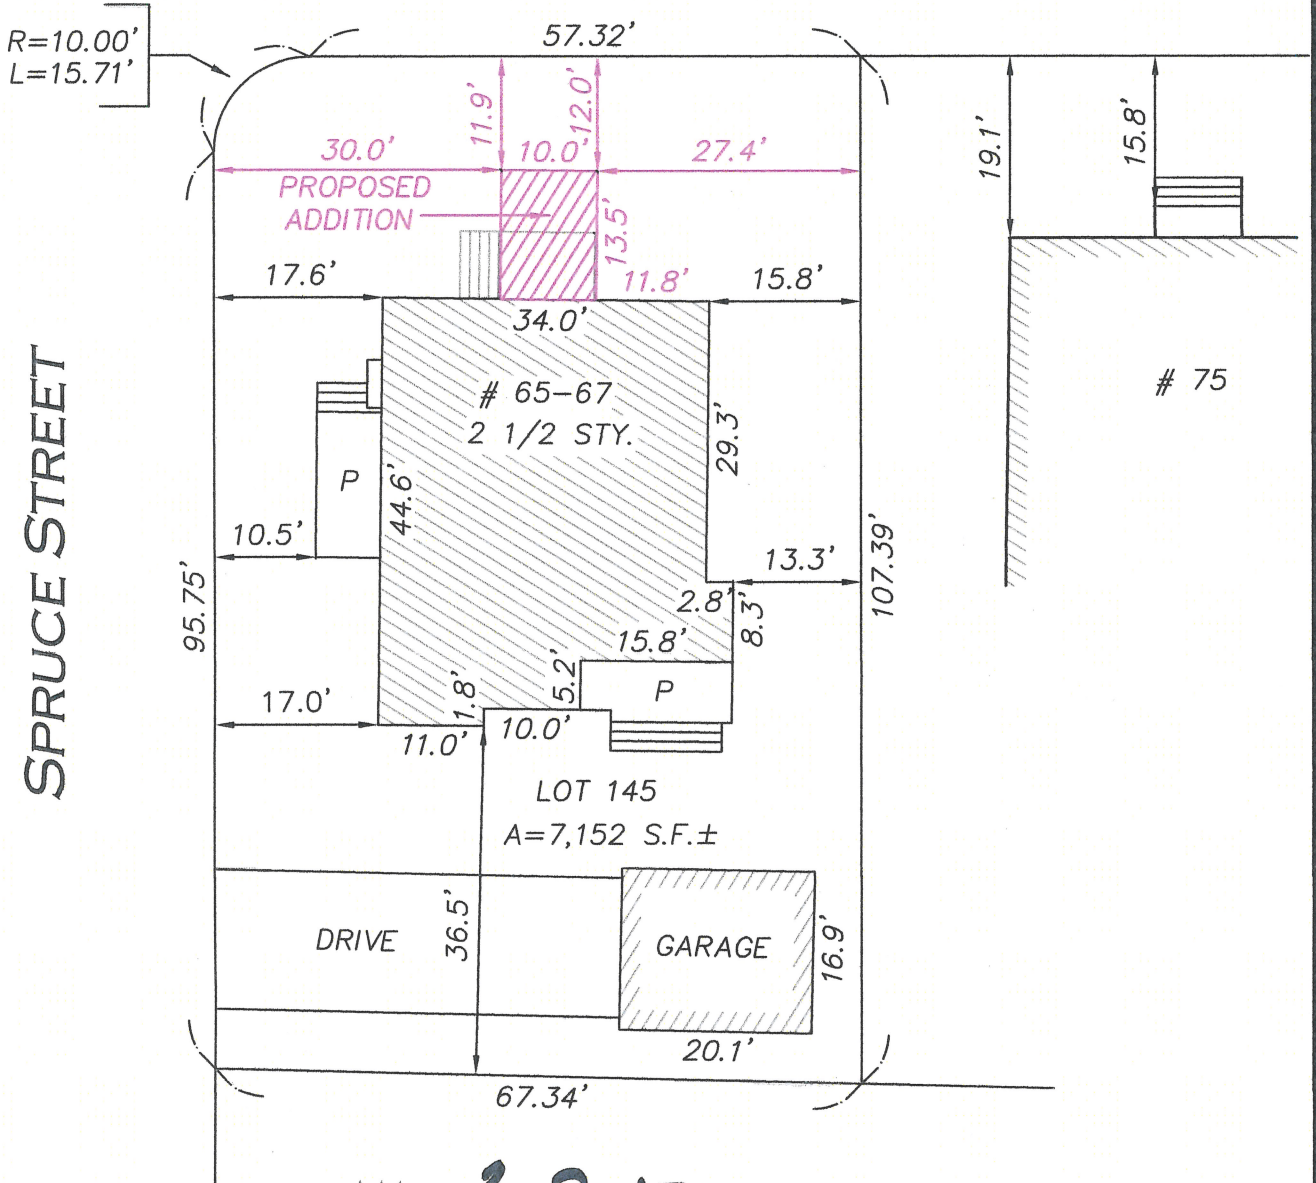 R=10.00'
L=15.71'
57.32'
11.9'
12.0'
19.1'
15.8'
30.0'
10.0'
27.4'
PROPOSED
ADDITION
13.5'
17.6'
11.8'
15.8'
34.0'
# 65-67
2 1/2 STY.
# 75
29.3'
SPRUCE STREET
P
44.6'
10.5'
13.3'
107.39'
95.75'
2.8'
8.3'
15.8'
5.2'
P
1.8'
17.0'
11.0'
10.0'
LOT 145
A=7,152 S.F.±
DRIVE
36.5'
GARAGE
16.9'
20.1'
67.34'